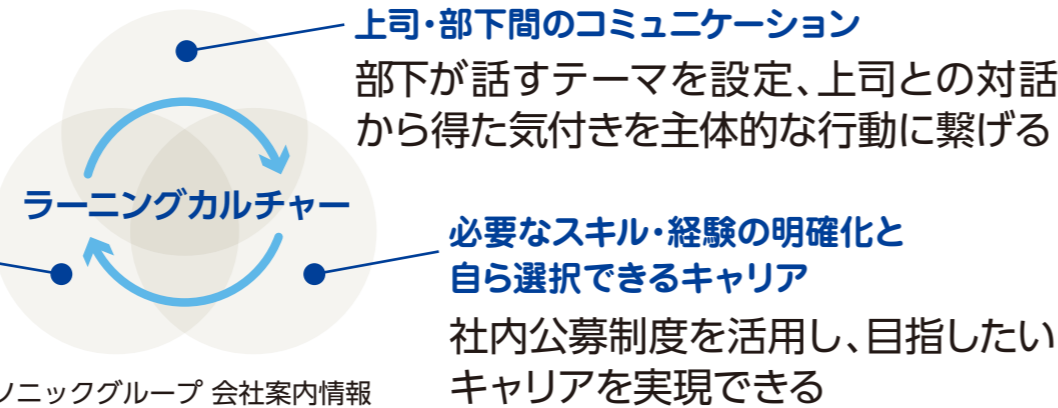 上司・部下間のコミュニケーション
部下が話すテーマを設定、上司との対話
から得た気付きを主体的な行動に繋げる
ラーニングカルチャー
必要なスキル・経験の明確化と
自ら選択できるキャリア
社内公募制度を活用し、目指したい
キャリアを実現できる
ソニックグループ 会社案内情報